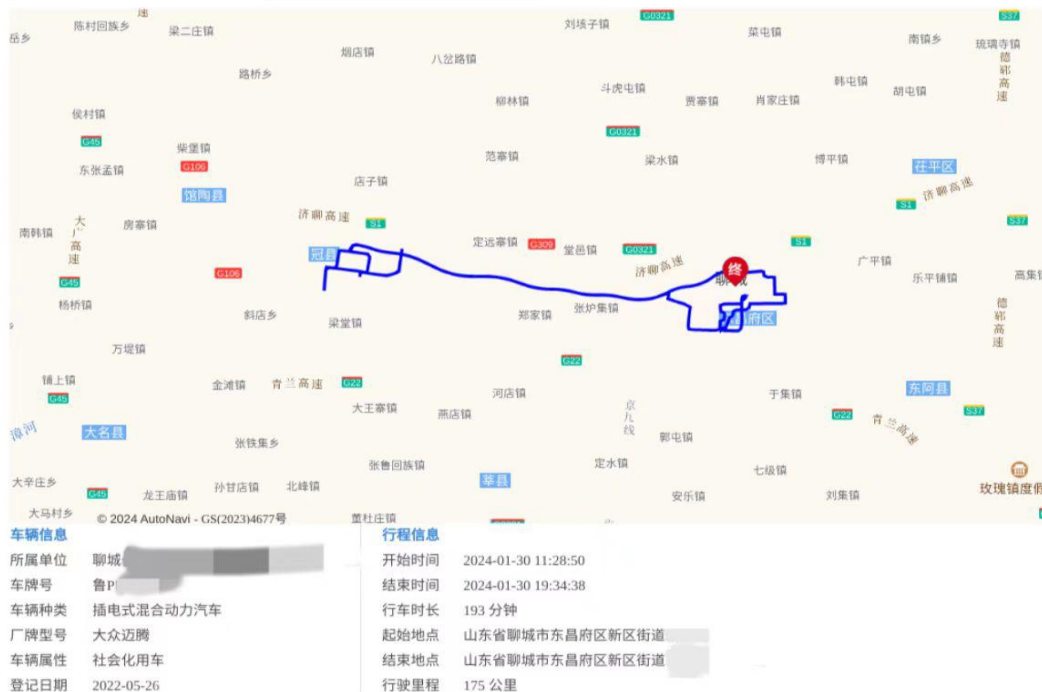 陈村回族乡
速
梁二庄镇
刘垓子镇
G0321
菜屯镇
S37
岳乡
烟店镇
八岔路镇
南镇乡
琉璃寺镇
路桥乡
德郓高速
斗虎屯镇
韩屯镇
胡屯镇
柳林镇
贾寨镇
肖家庄镇
侯村镇
G45
柴堡镇
G0321
范寨镇
梁水镇
博平镇
东张孟镇
G106
茌平区
馆陶县
店子镇
济聊高速
S1
济聊高速
S1
S37
南韩镇
大广高速
房寨镇
定远寨镇
G309
堂邑镇
G0321
S1
冠县
济聊高速
终
聊城
广平镇
乐平镇镇
高集镇
G45
G106
杨桥镇
斜店乡
梁堂镇
郑家镇
张炉集镇
府区
德郓高速
万堤镇
G22
铺上镇
G45
金滩镇
青兰高速
G22
河店镇
于集镇
东阿县
大王寨镇
燕店镇
京九线
G22
S37
青兰高速
漳河
大名县
张铁集乡
郭屯镇
张鲁回族镇
定水镇
七级镇
大辛庄乡
G45
龙王庙镇
孙甘店镇
北峰镇
莘县
安乐镇
刘集镇
玫瑰镇度假
大马村乡
© 2024 AutoNavi - GS(2023)4677号
董杜庄镇
车辆信息
所属单位 聊城
车牌号 鲁P
车辆种类 插电式混合动力汽车
厂牌型号 大众迈腾
车辆属性 社会化用车
登记日期 2022-05-26
行程信息
开始时间 2024-01-30 11:28:50
结束时间 2024-01-30 19:34:38
行车时长 193 分钟
起始地点 山东省聊城市东昌府区新区街道
结束地点 山东省聊城市东昌府区新区街道
行驶里程 175 公里